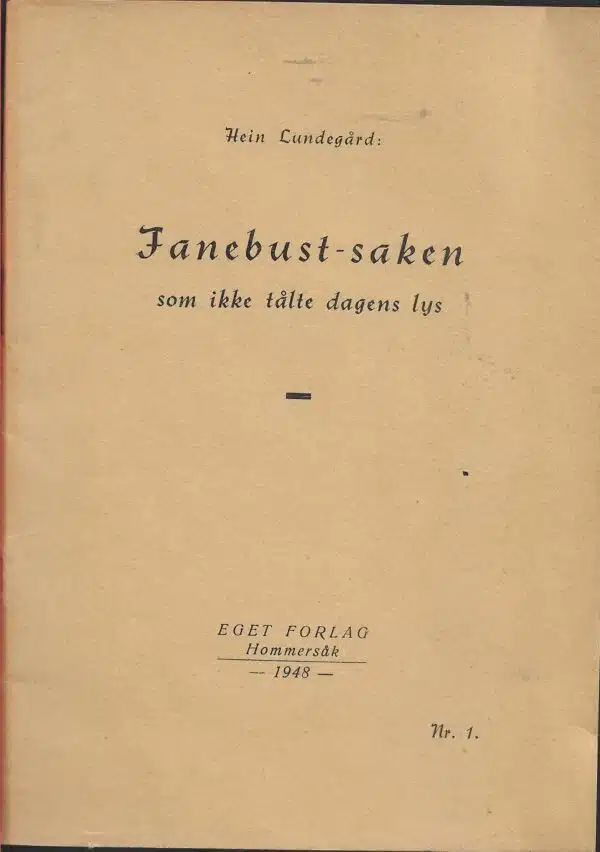 Hein Lundegård:
Fanebust-saken
som ikke tålte dagens lys
EGET FORLAG
Hommersåk
— 1948 —
Nr. 1.